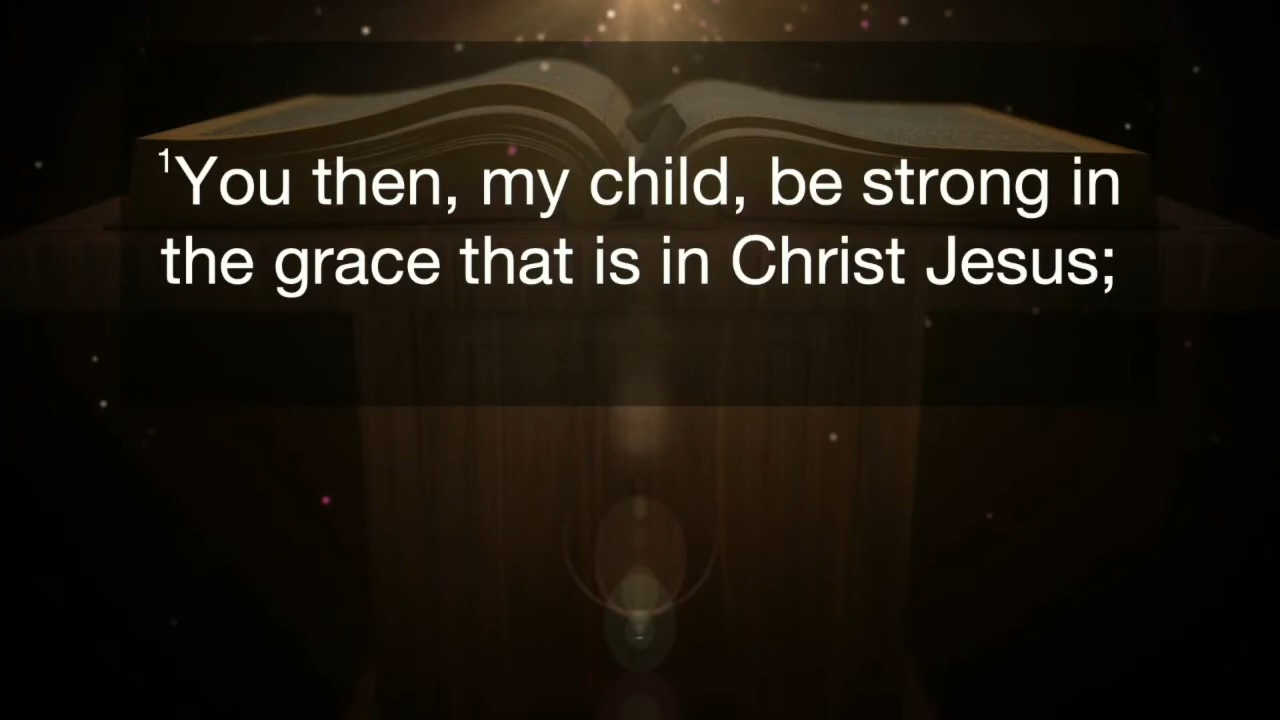 ¹You then, my child, be strong in
the grace that is in Christ Jesus;